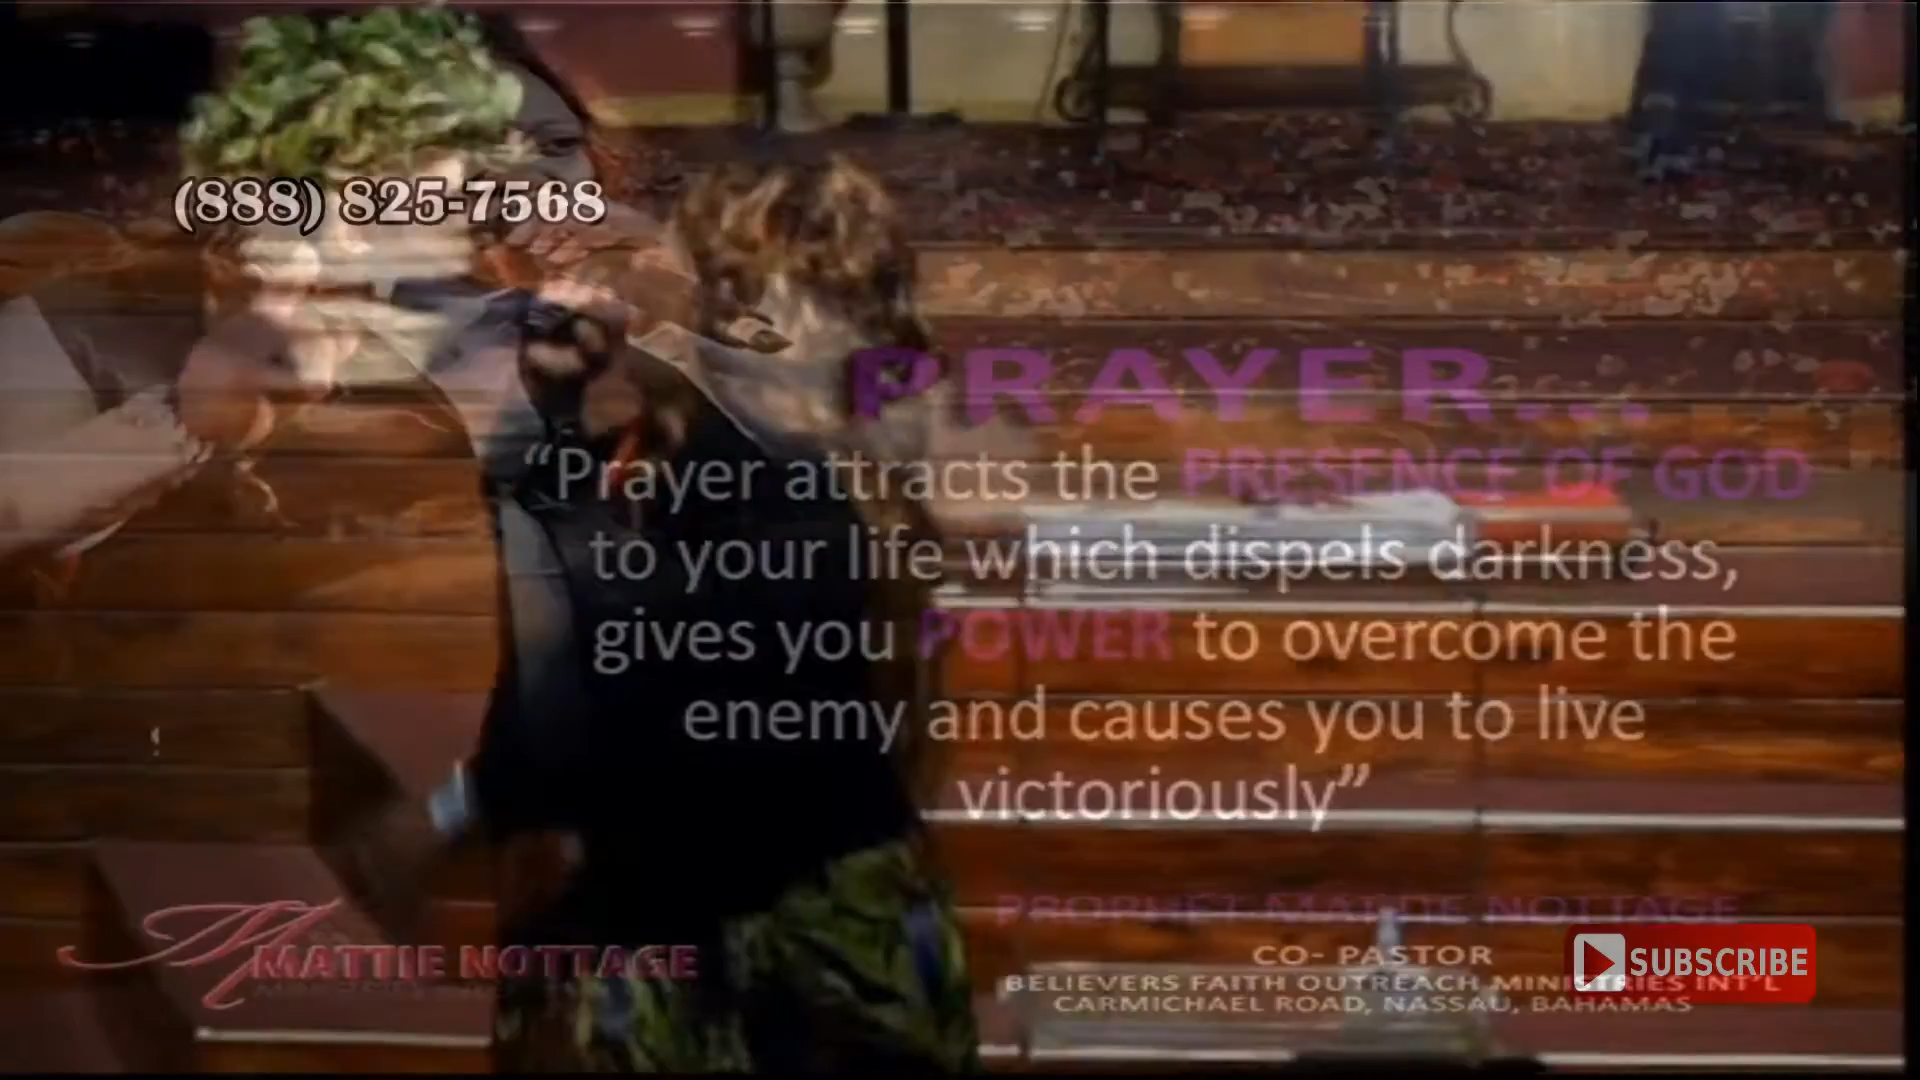 (888) 825-7568
PRAYER...
“Prayer attracts the PRESENCE OF GOD
to your life which dispels darkness,
gives you POWER to overcome the
enemy and causes you to live
victoriously”
PROPHET MATTIE NOTTAGE
CO- PASTOR
BELIEVERS FAITH OUTREACH MINISTRIES INT'L
CARMICHAEL ROAD, NASSAU, BAHAMAS
MATTIE NOTTAGE
SUBSCRIBE